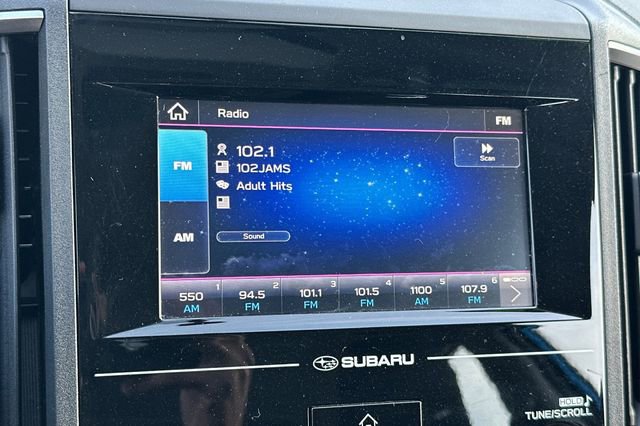 Radio
FM
FM
102.1
102JAMS
Adult Hits
Scan
AM
Sound
550 1
AM
94.5 2
FM
101.1 3
FM
101.5 4
FM
1100 5
AM
107.9 6
FM
SUBARU
HOLD
TUNE/SCROLL